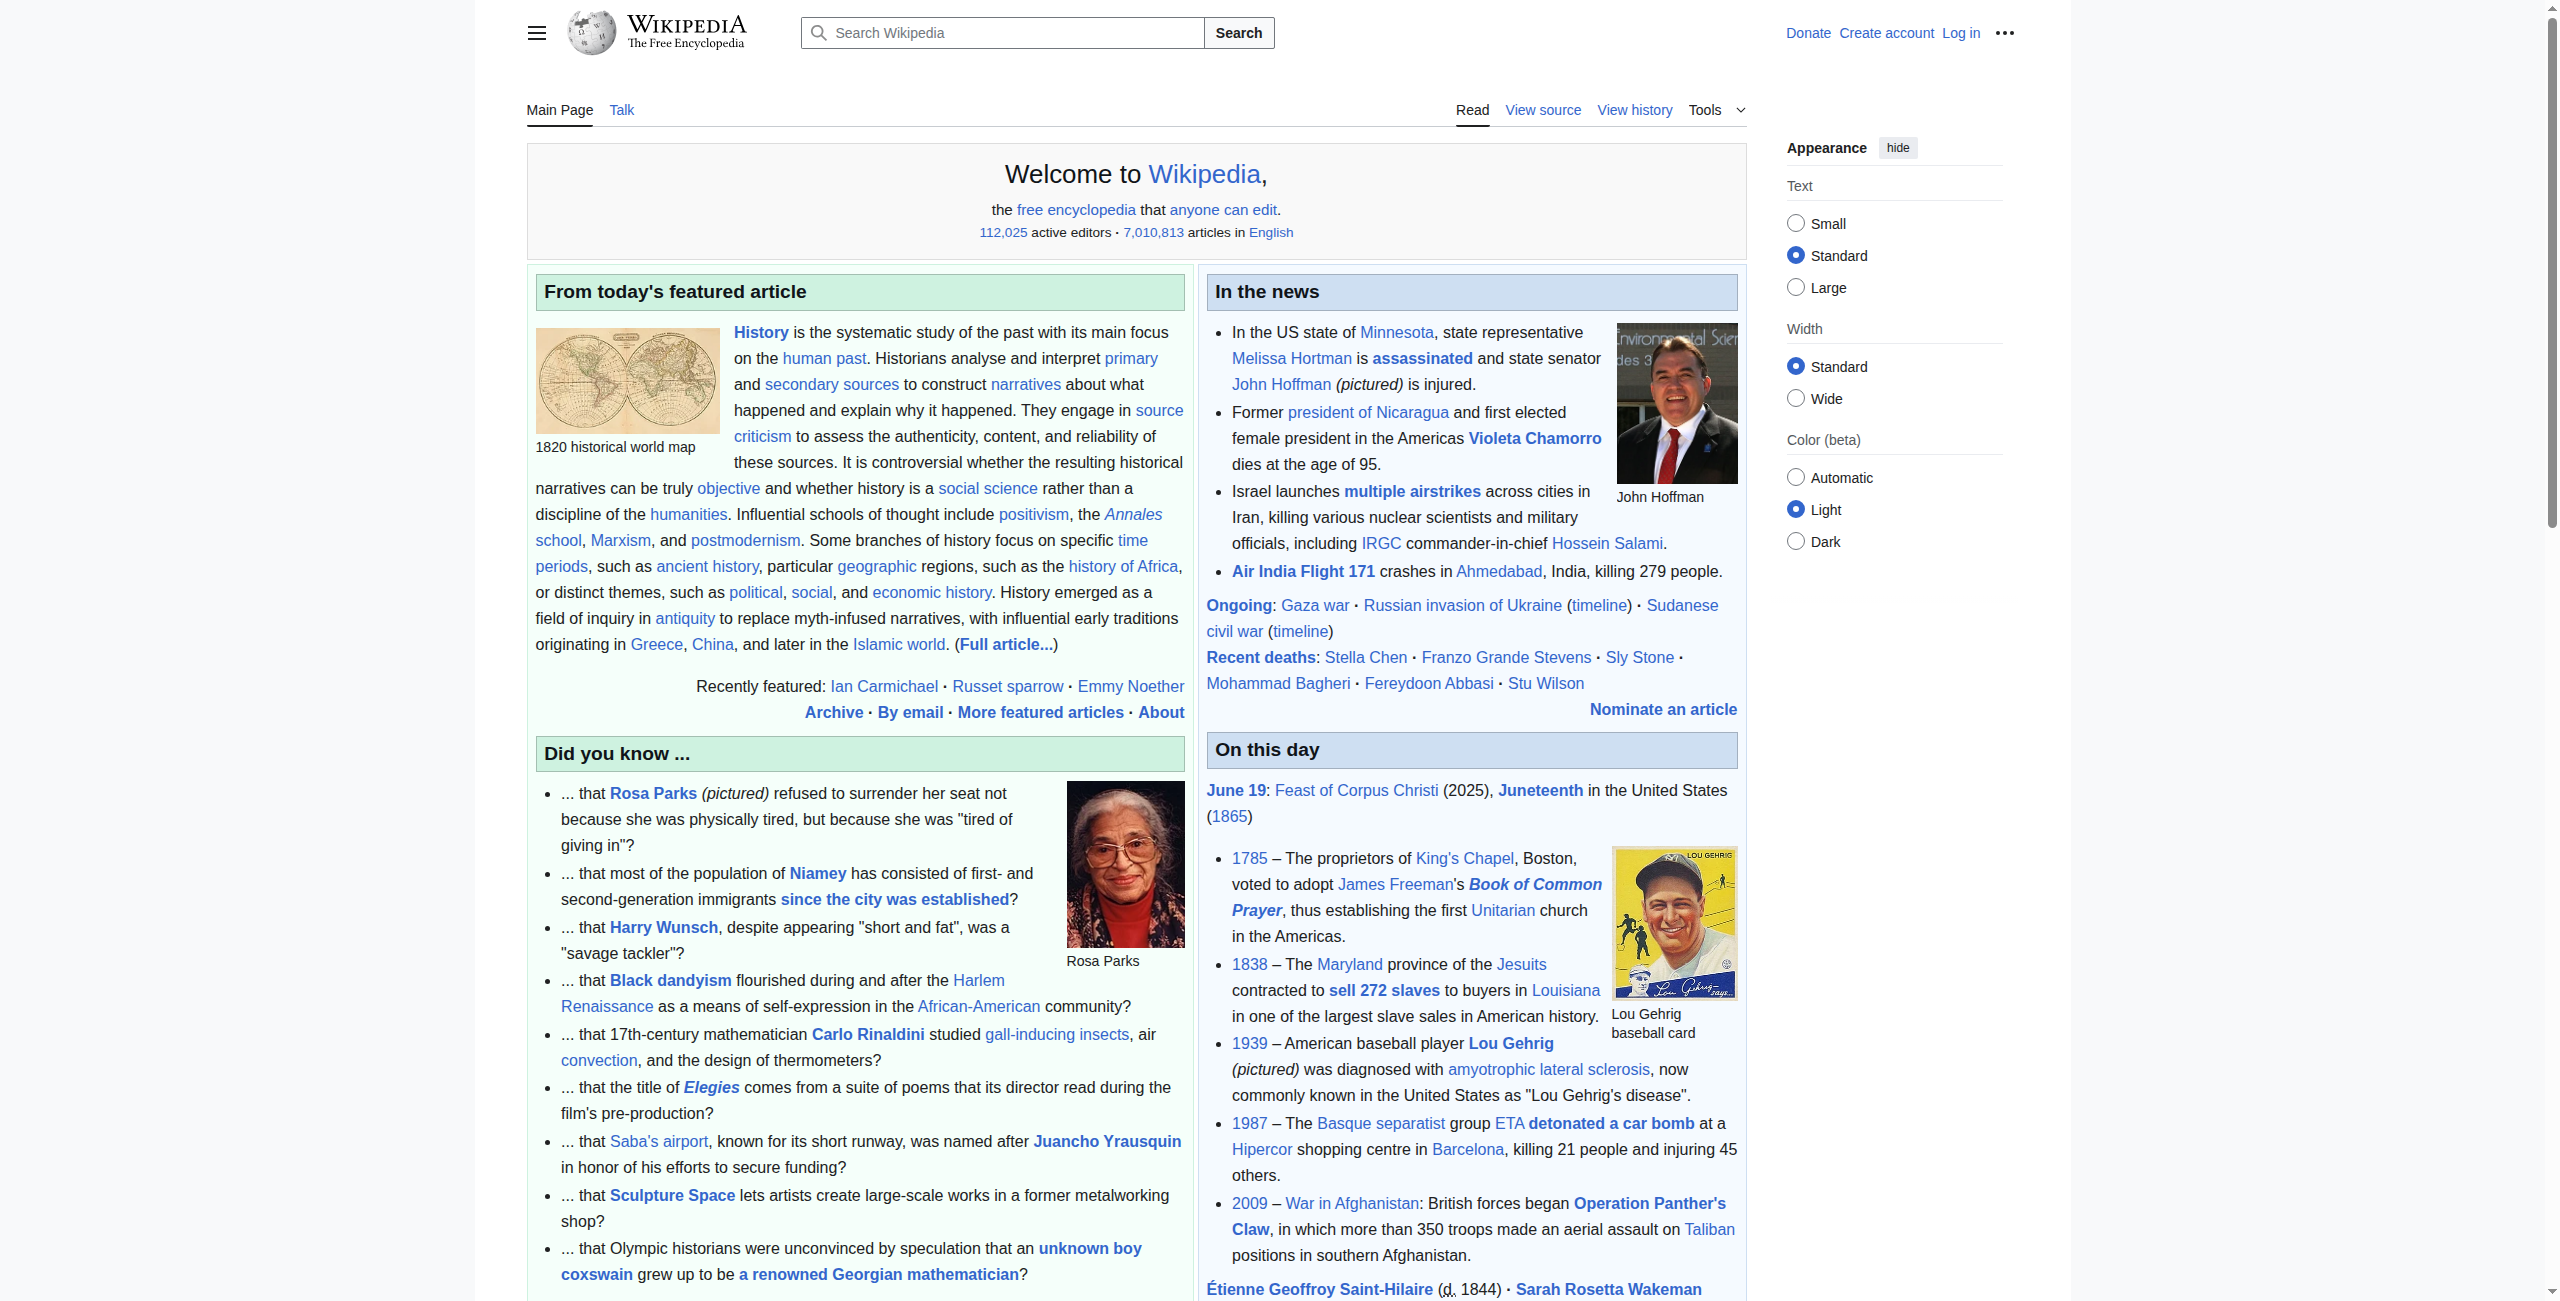 WIKIPEDIA
The Free Encyclopedia
Search Wikipedia
Search
Donate Create account Log in
Main Page Talk
Read View source View history Tools
Welcome to Wikipedia,
the free encyclopedia that anyone can edit.
112,025 active editors · 7,010,813 articles in English
From today's featured article
1820 historical world map
History is the systematic study of the past with its main focus
on the human past. Historians analyse and interpret primary
and secondary sources to construct narratives about what
happened and explain why it happened. They engage in source
criticism to assess the authenticity, content, and reliability of
these sources. It is controversial whether the resulting historical
narratives can be truly objective and whether history is a social science rather than a
discipline of the humanities. Influential schools of thought include positivism, the Annales
school, Marxism, and postmodernism. Some branches of history focus on specific time
periods, such as ancient history, particular geographic regions, such as the history of Africa,
or distinct themes, such as political, social, and economic history. History emerged as a
field of inquiry in antiquity to replace myth-infused narratives, with influential early traditions
originating in Greece, China, and later in the Islamic world. (Full article...)
Recently featured: Ian Carmichael · Russet sparrow · Emmy Noether
Archive · By email · More featured articles · About
Did you know ...
... that Rosa Parks (pictured) refused to surrender her seat not
because she was physically tired, but because she was "tired of
giving in"?
... that most of the population of Niamey has consisted of first- and
second-generation immigrants since the city was established?
... that Harry Wunsch, despite appearing "short and fat", was a
"savage tackler"?
Rosa Parks
... that Black dandyism flourished during and after the Harlem
Renaissance as a means of self-expression in the African-American community?
... that 17th-century mathematician Carlo Rinaldini studied gall-inducing insects, air
convection, and the design of thermometers?
... that the title of Elegies comes from a suite of poems that its director read during the
film's pre-production?
... that Saba's airport, known for its short runway, was named after Juancho Yrausquin
in honor of his efforts to secure funding?
... that Sculpture Space lets artists create large-scale works in a former metalworking
shop?
... that Olympic historians were unconvinced by speculation that an unknown boy
coxswain grew up to be a renowned Georgian mathematician?
In the news
In the US state of Minnesota, state representative
Melissa Hortman is assassinated and state senator
John Hoffman (pictured) is injured.
Former president of Nicaragua and first elected
female president in the Americas Violeta Chamorro
dies at the age of 95.
John Hoffman
Israel launches multiple airstrikes across cities in
Iran, killing various nuclear scientists and military
officials, including IRGC commander-in-chief Hossein Salami.
Air India Flight 171 crashes in Ahmedabad, India, killing 279 people.
Ongoing: Gaza war · Russian invasion of Ukraine (timeline) · Sudanese
civil war (timeline)
Recent deaths: Stella Chen · Franzo Grande Stevens · Sly Stone ·
Mohammad Bagheri · Fereydoon Abbasi · Stu Wilson
Nominate an article
On this day
June 19: Feast of Corpus Christi (2025), Juneteenth in the United States
(1865)
1785 – The proprietors of King's Chapel, Boston,
voted to adopt James Freeman's Book of Common
Prayer, thus establishing the first Unitarian church
in the Americas.
1838 – The Maryland province of the Jesuits
contracted to sell 272 slaves to buyers in Louisiana
in one of the largest slave sales in American history.
LOU GEHRIG
Lou Gehrig
says...
Lou Gehrig
baseball card
1939 – American baseball player Lou Gehrig
(pictured) was diagnosed with amyotrophic lateral sclerosis, now
commonly known in the United States as "Lou Gehrig's disease".
1987 – The Basque separatist group ETA detonated a car bomb at a
Hipercor shopping centre in Barcelona, killing 21 people and injuring 45
others.
2009 – War in Afghanistan: British forces began Operation Panther's
Claw, in which more than 350 troops made an aerial assault on Taliban
positions in southern Afghanistan.
Étienne Geoffroy Saint-Hilaire (d. 1844) · Sarah Rosetta Wakeman
Appearance hide
Text
Small
Standard
Large
Width
Standard
Wide
Color (beta)
Automatic
Light
Dark